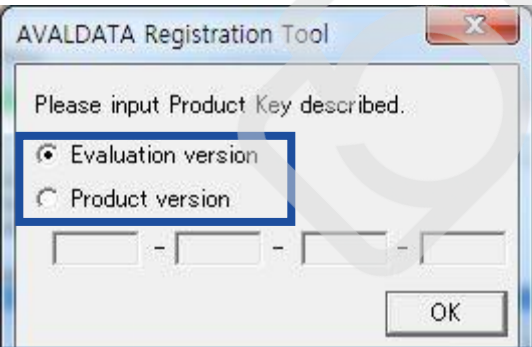 AVALDATA Registration Tool
Please input Product Key described.
Evaluation version
Product version
- - -
OK